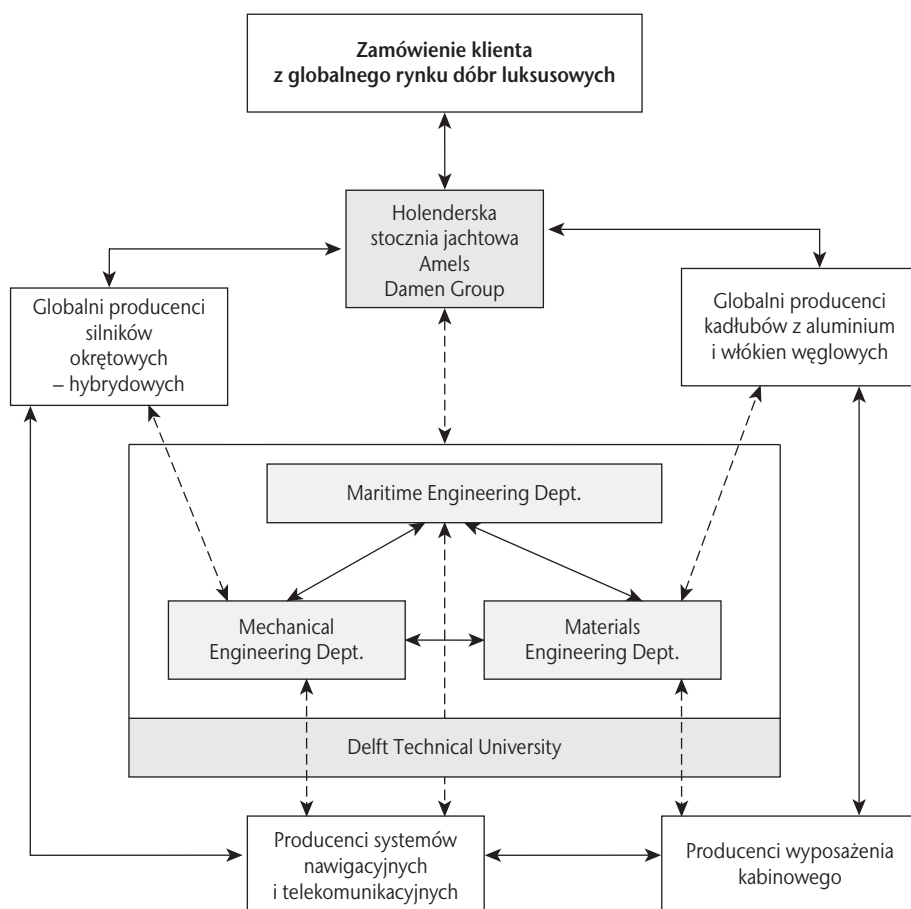 Zamówienie klienta
z globalnego rynku dóbr luksusowych
Holenderska
stocznia jachtowa
Amels
Damen Group
Globalni producenci
silników
okrętowych
– hybrydowych
Globalni producenci
kadłubów z aluminium
i włókien węglowych
Maritime Engineering Dept.
Mechanical
Engineering Dept.
Materials
Engineering Dept.
Delft Technical University
Producenci systemów
nawigacyjnych
i telekomunikacyjnych
Producenci wyposażenia
kabinowego